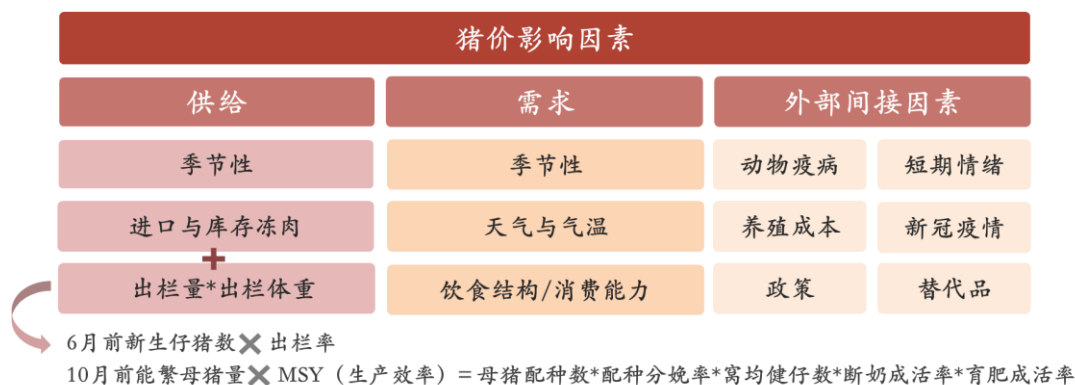 猪价影响因素
供给 需求 外部间接因素
季节性 季节性 动物疫病 短期情绪
进口与库存冻肉 天气与气温 养殖成本 新冠疫情
+
出栏量*出栏体重 饮食结构/消费能力 政策 替代品
6月前新生仔猪数✖ 出栏率
10月前能繁母猪量✖ MSY（生产效率）＝母猪配种数*配种分娩率*窝均健仔数*断奶成活率*育肥成活率